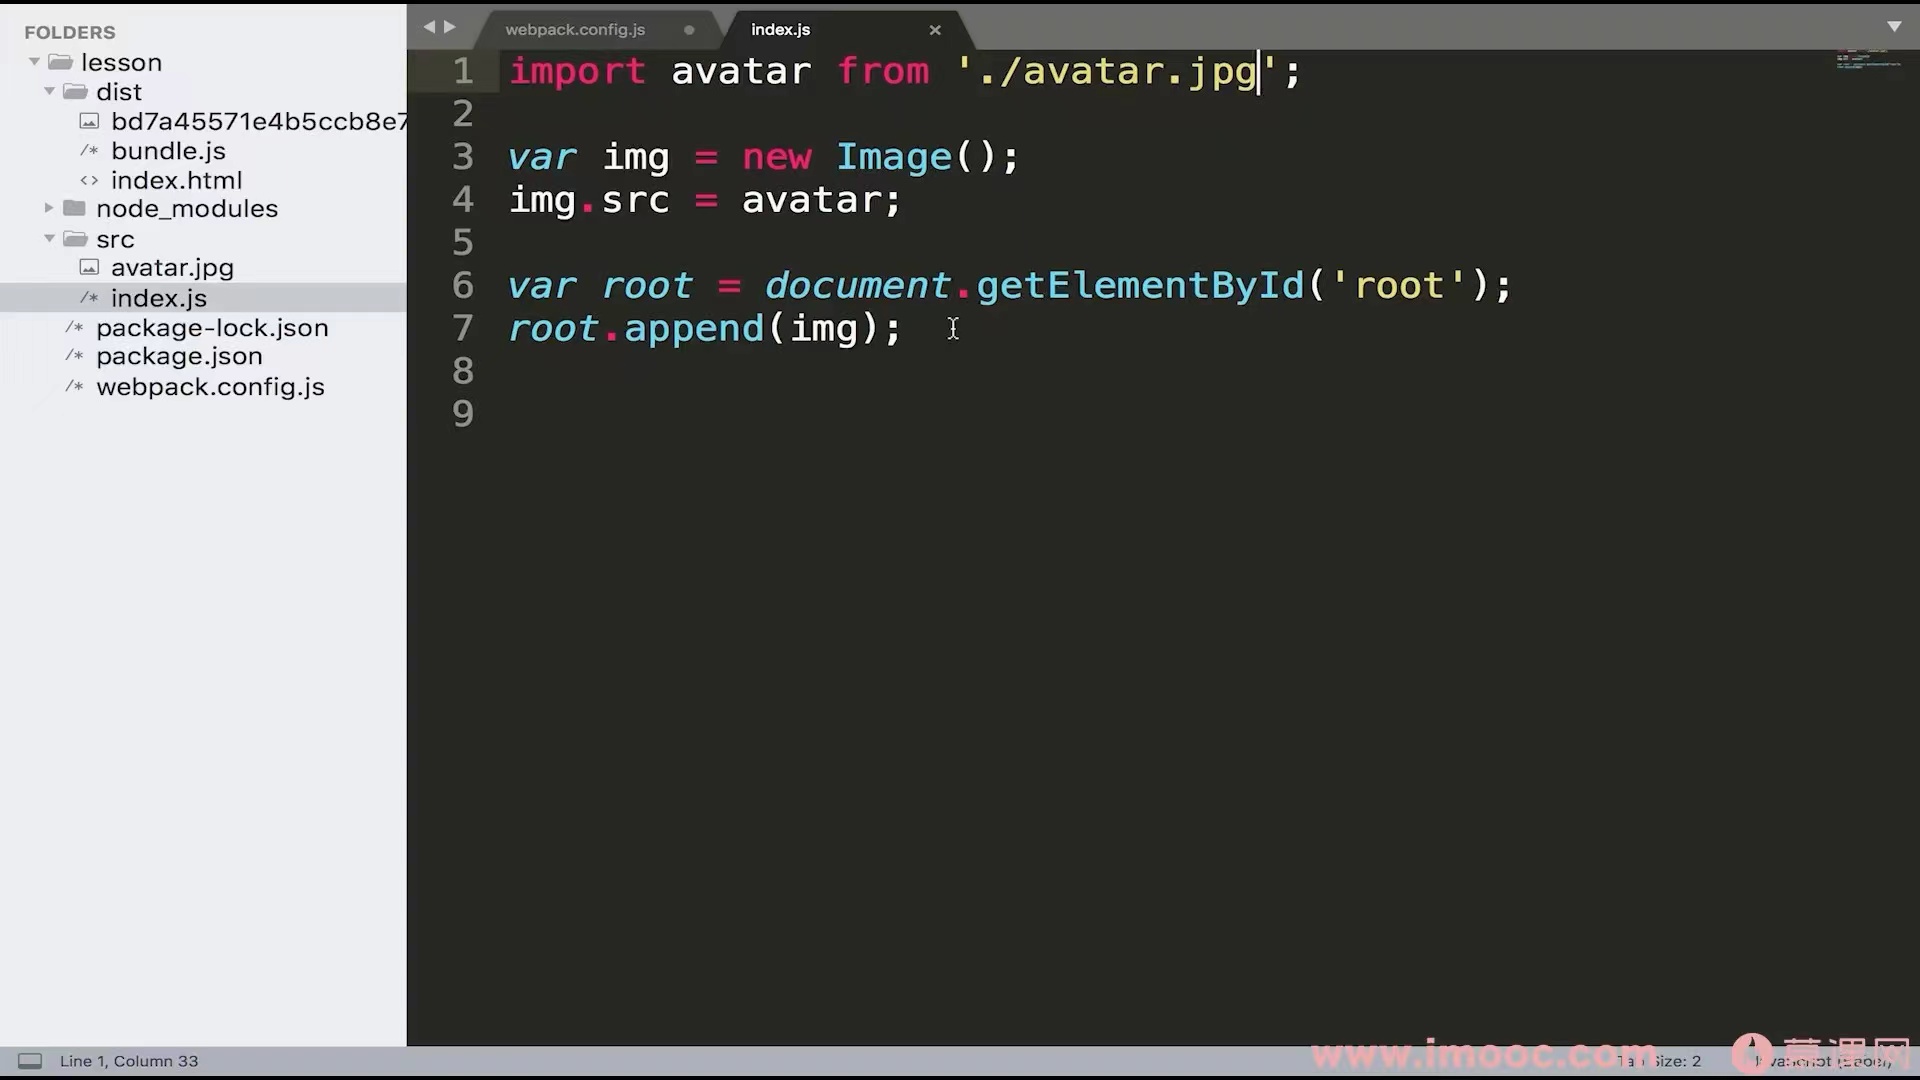 FOLDERS
lesson
dist
bd7a45571e4b5ccb8e7
/* bundle.js
<> index.html
node_modules
src
avatar.jpg
/* index.js
/* package-lock.json
/* package.json
/* webpack.config.js
webpack.config.js
index.js
1 import avatar from './avatar.jpg';
2
3 var img = new Image();
4 img.src = avatar;
5
6 var root = document.getElementById('root');
7 root.append(img);
8
9
Line 1, Column 33
www.imooc.com
Tab Size: 2
慕课网
JavaScript (Babel)